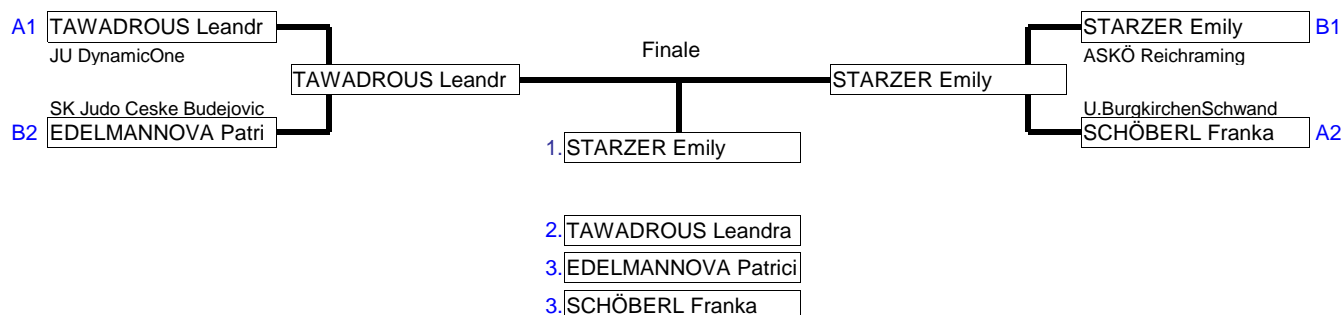 A1 TAWADROUS Leandr
JU DynamicOne
SK Judo Ceske Budejovic
B2 EDELMANNOVA Patri
TAWADROUS Leandr
Finale
STARZER Emily
STARZER Emily B1
ASKÖ Reichraming
U.BurgkirchenSchwand
SCHÖBERL Franka A2
1. STARZER Emily
2. TAWADROUS Leandra
3. EDELMANNOVA Patrici
3. SCHÖBERL Franka